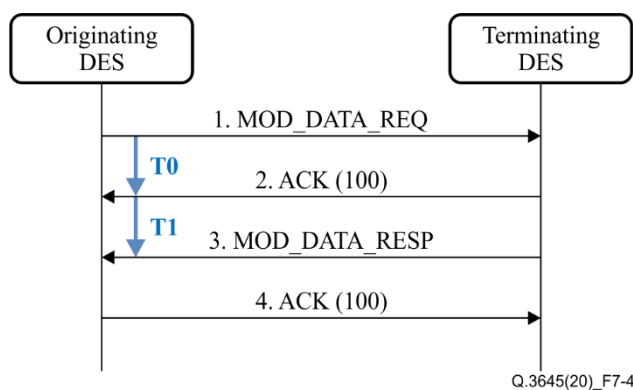 Originating
DES
Terminating
DES
1. MOD_DATA_REQ
T0
2. ACK (100)
T1
3. MOD_DATA_RESP
4. ACK (100)
Q.3645(20)_F7-4